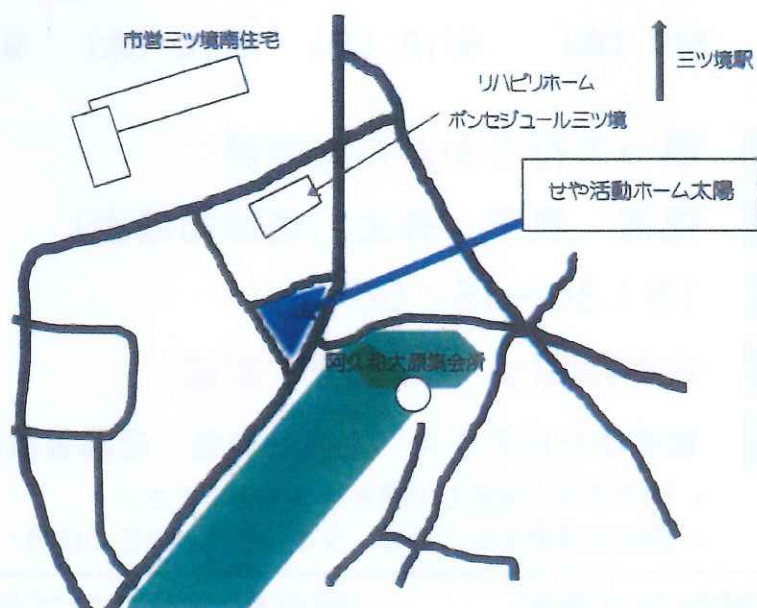 市営三ツ境南住宅
三ツ境駅
リハビリホーム
ボンセジュール三ツ境
せや活動ホーム太陽
阿久和大原集会所